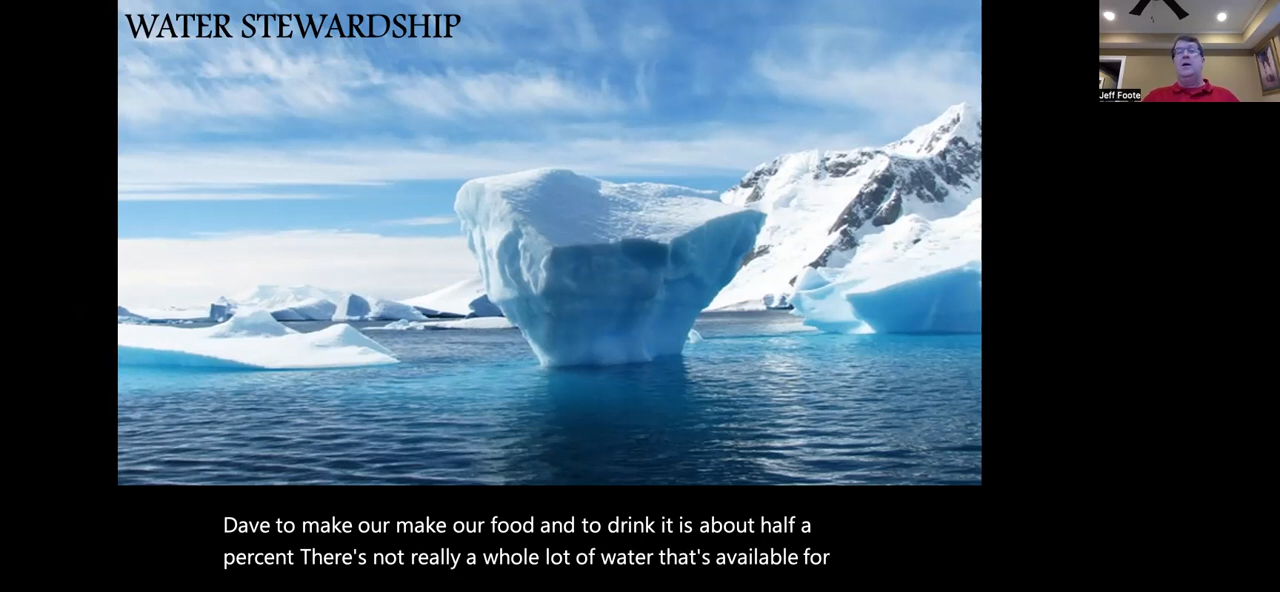 WATER STEWARDSHIP
Jeff Foote
Dave to make our make our food and to drink it is about half a
percent There's not really a whole lot of water that's available for